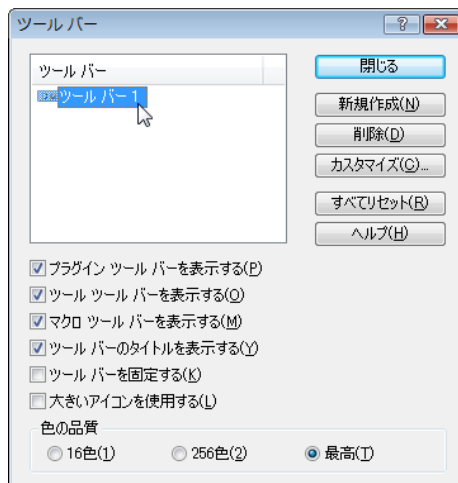 ツール バー
ツール バー
ツール バー 1
閉じる
新規作成(N)
削除(D)
カスタマイズ(C)...
すべてリセット(R)
ヘルプ(H)
プラグイン ツール バーを表示する(P)
ツール ツール バーを表示する(O)
マクロ ツール バーを表示する(M)
ツール バーのタイトルを表示する(Y)
ツール バーを固定する(K)
大きいアイコンを使用する(L)
色の品質
16色(1)
256色(2)
最高(T)